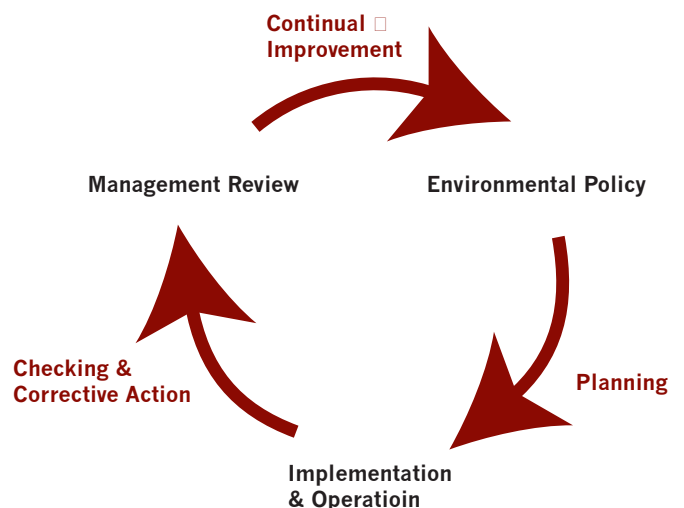 Continual
Improvement
Management Review
Environmental Policy
Checking &
Corrective Action
Planning
Implementation
& Operatioin